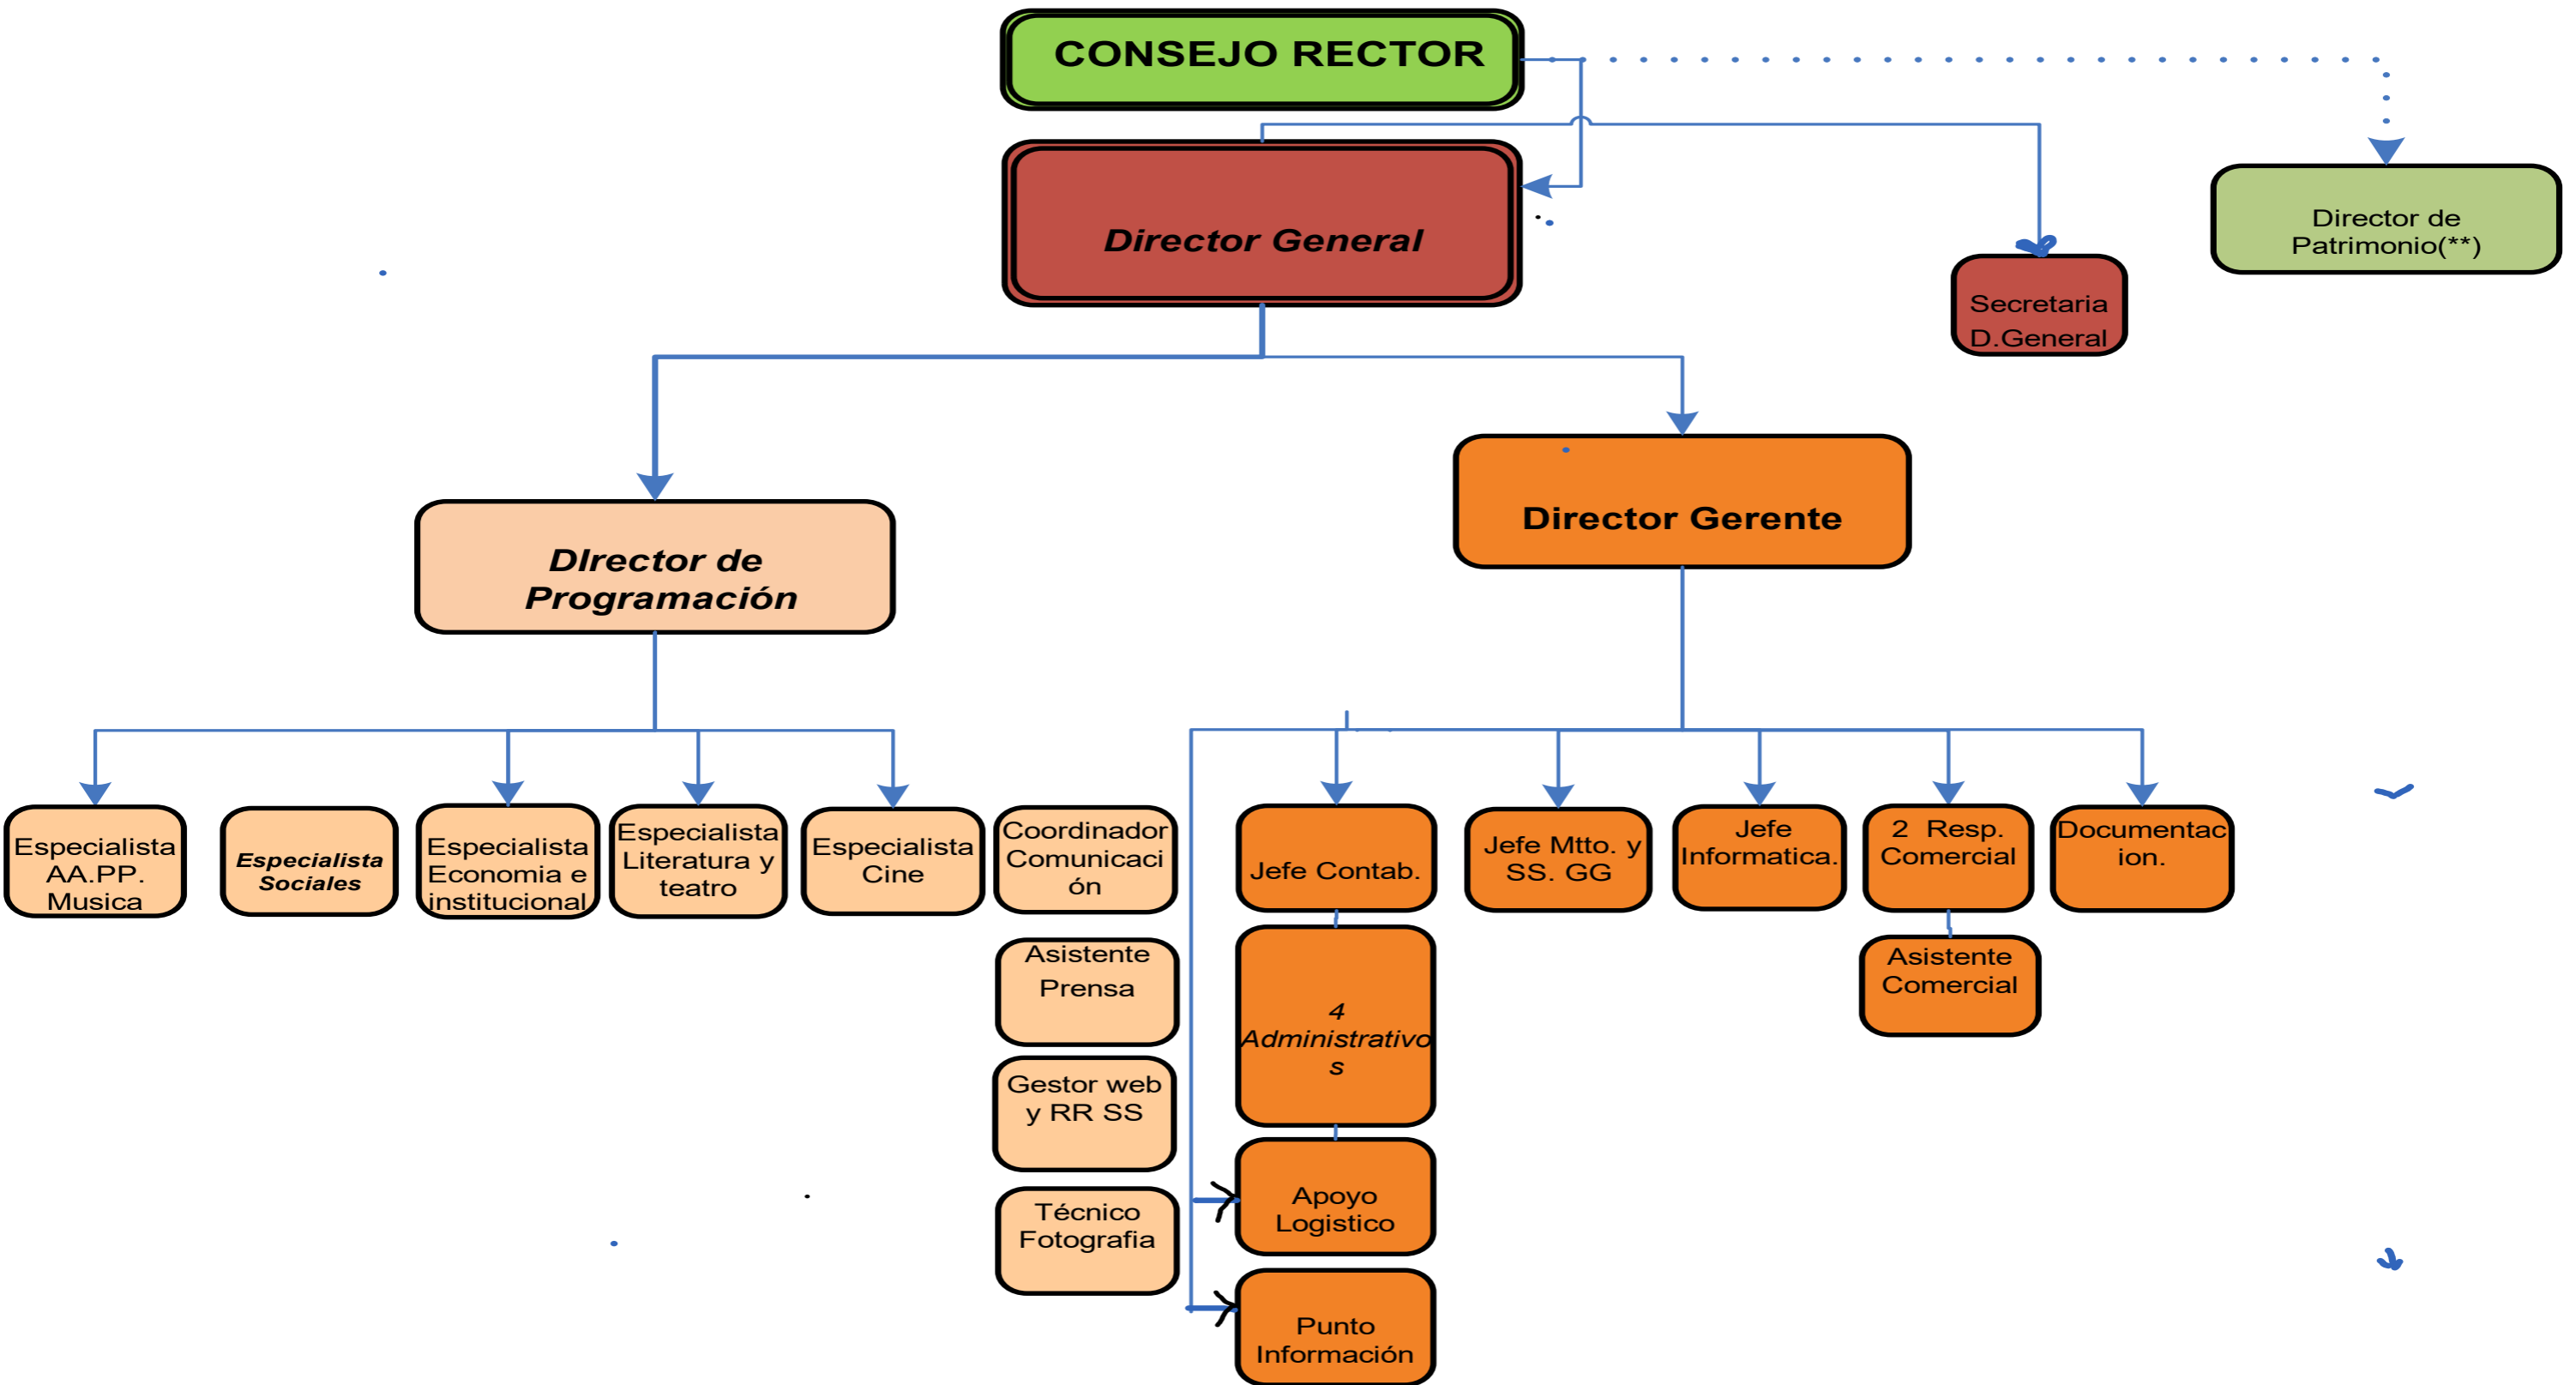 CONSEJO RECTOR
Director General
Director de
Patrimonio(**)
Secretaria
D.General
Director Gerente
DIrector de
Programación
Especialista
AA.PP.
Musica
Especialista
Sociales
Especialista
Economia e
institucional
Especialista
Literatura y
teatro
Especialista
Cine
Coordinador
Comunicaci
ón
Jefe Contab.
Jefe Mtto. y
SS. GG
Jefe
Informatica.
2 Resp.
Comercial
Documentac
ion.
Asistente
Prensa
4
Administrativo
s
Asistente
Comercial
Gestor web
y RR SS
Técnico
Fotografia
Apoyo
Logistico
Punto
Información